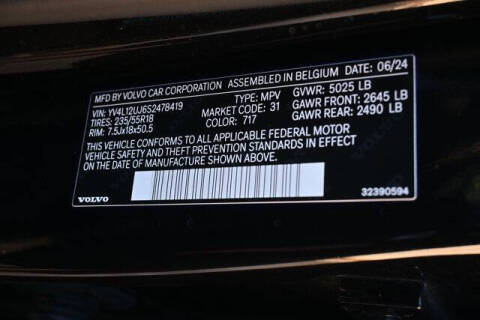 MFD BY VOLVO CAR CORPORATION ASSEMBLED IN BELGIUM DATE: 06/24
VIN: YV4L12UJ6S2478419 TYPE: MPV GVWR: 5025 LB
TIRES: 235/55R18 MARKET CODE: 31 GAWR FRONT: 2645 LB
RIM: 7.5Jx18x50.5 COLOR: 717 GAWR REAR: 2490 LB
THIS VEHICLE CONFORMS TO ALL APPLICABLE FEDERAL MOTOR
VEHICLE SAFETY AND THEFT PREVENTION STANDARDS IN EFFECT
ON THE DATE OF MANUFACTURE SHOWN ABOVE.
VOLVO 32390594